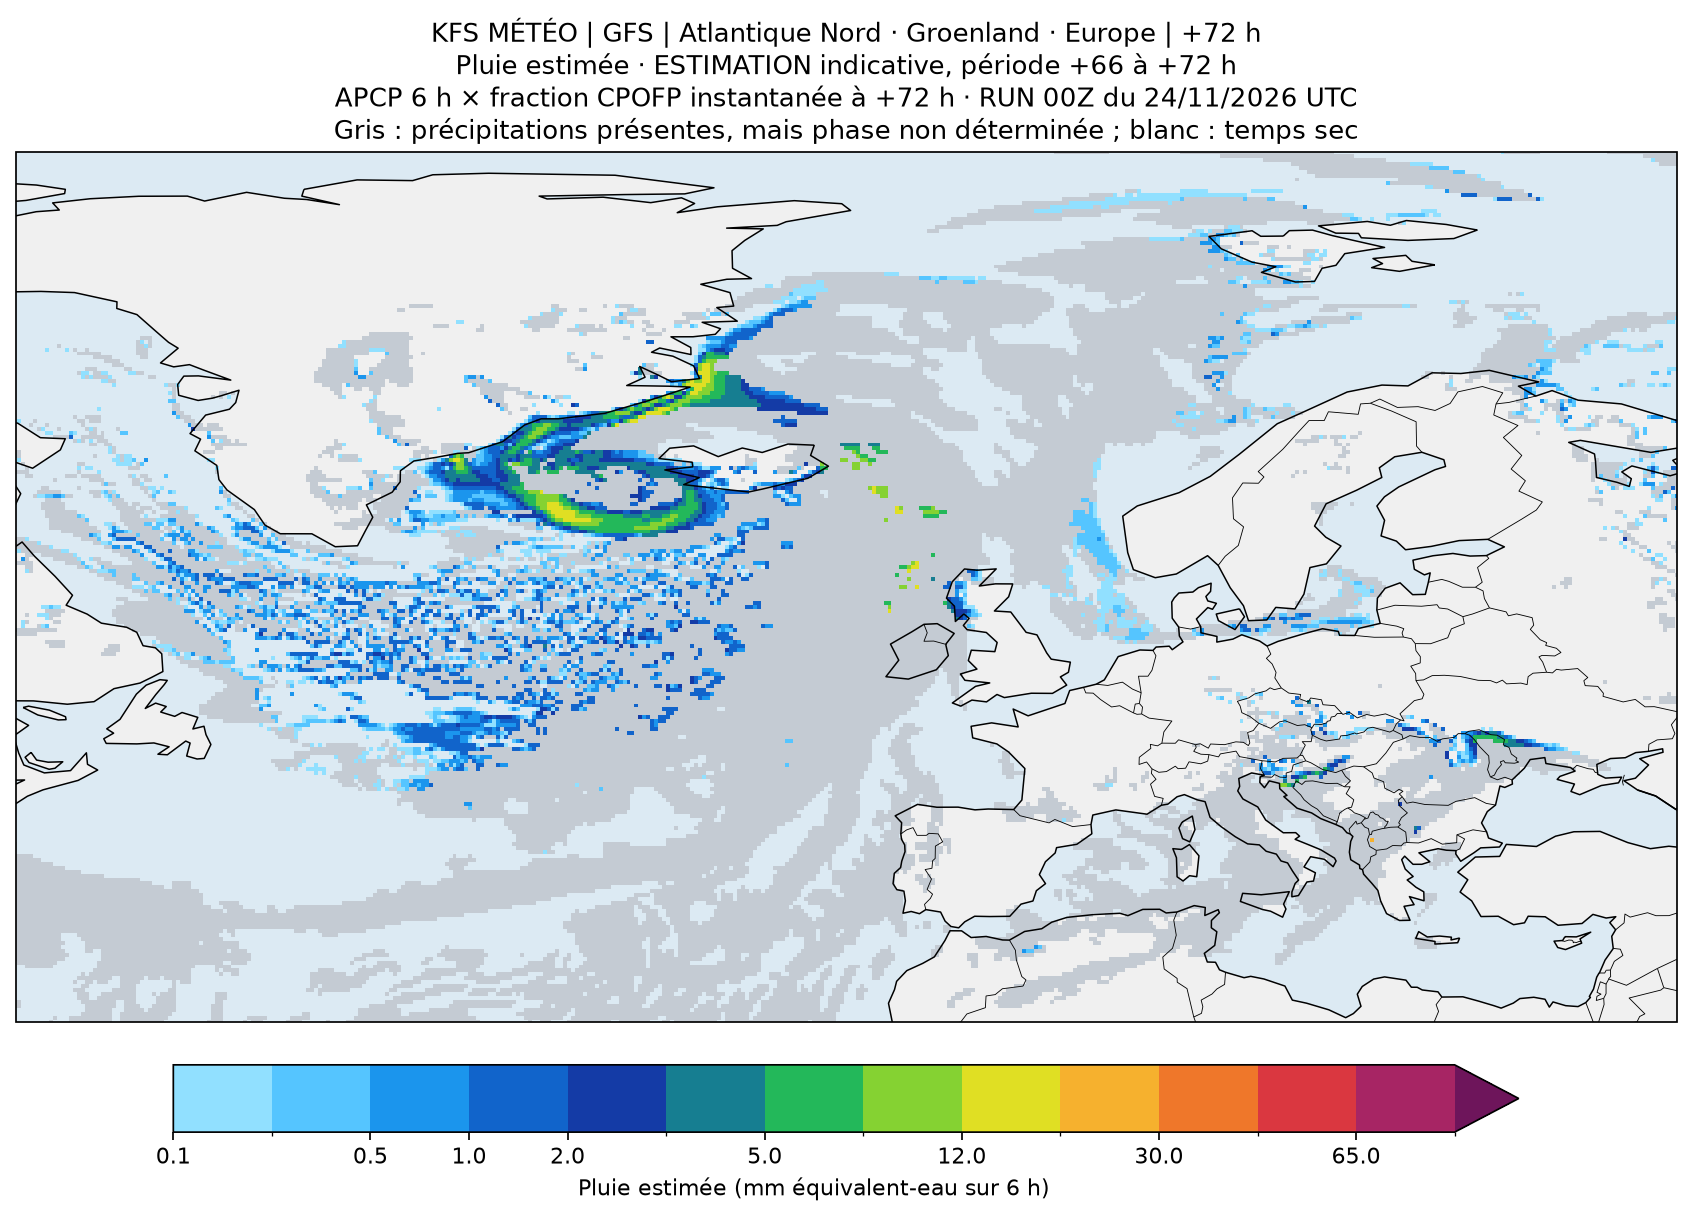 KFS MÉTÉO | GFS | Atlantique Nord · Groenland · Europe | +72 h
Pluie estimée · ESTIMATION indicative, période +66 à +72 h
APCP 6 h × fraction CPOFP instantanée à +72 h · RUN 00Z du 24/11/2026 UTC
Gris : précipitations présentes, mais phase non déterminée ; blanc : temps sec
0.1 0.5 1.0 2.0 5.0 12.0 30.0 65.0
Pluie estimée (mm équivalent-eau sur 6 h)